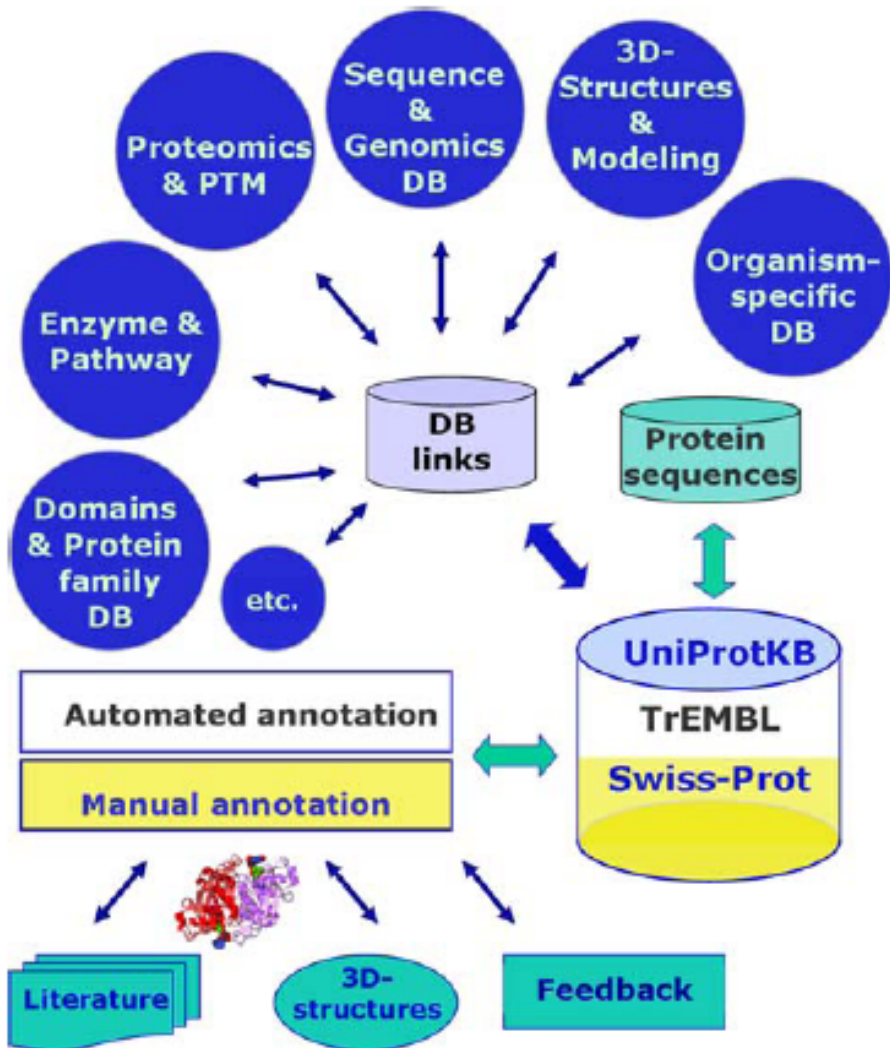 Sequence
&
Genomics
DB
3D-
Structures
&
Modeling
Proteomics
& PTM
Organism-
specific
DB
Enzyme &
Pathway
DB
links
Protein
sequences
Domains
& Protein
family
DB
etc.
UniProtKB
TrEMBL
Swiss-Prot
Automated annotation
Manual annotation
Literature
3D-
structures
Feedback